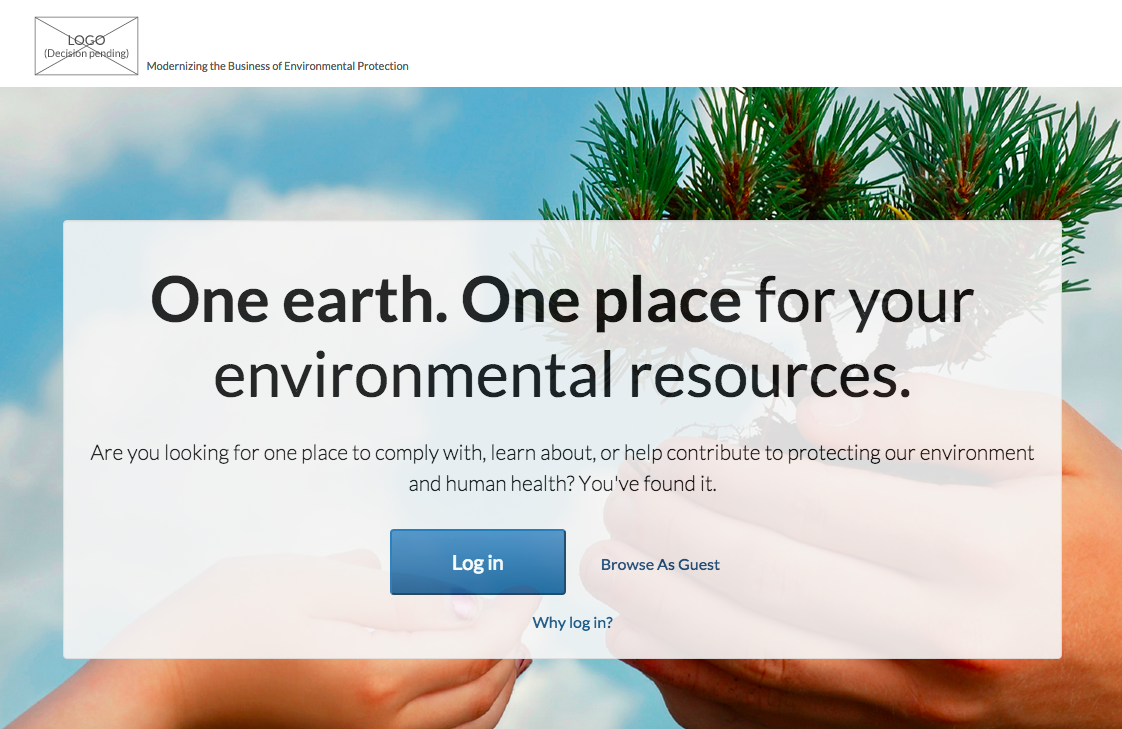 LOGO
(Decision pending)
Modernizing the Business of Environmental Protection
One earth. One place for your
environmental resources.
Are you looking for one place to comply with, learn about, or help contribute to protecting our environment
and human health? You've found it.
Log in
Browse As Guest
Why log in?